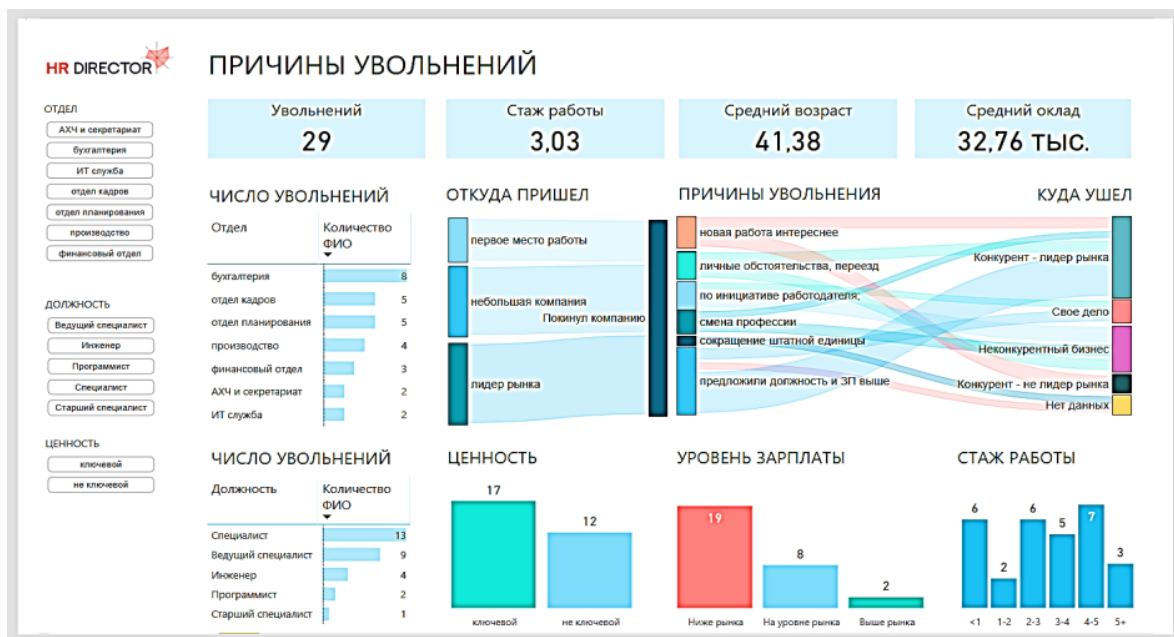 HR DIRECTOR
ПРИЧИНЫ УВОЛЬНЕНИЙ
ОТДЕЛ
АХЧ и секретариат
бухгалтерия
ИТ служба
отдел кадров
отдел планирования
производство
финансовый отдел
ДОЛЖНОСТЬ
Ведущий специалист
Инженер
Программист
Специалист
Старший специалист
ЦЕННОСТЬ
ключевой
не ключевой
Увольнений
29
Стаж работы
3,03
Средний возраст
41,38
Средний оклад
32,76 тыс.
ЧИСЛО УВОЛЬНЕНИЙ
Отдел
Количество
ФИО
бухгалтерия 8
отдел кадров 5
отдел планирования 5
производство 4
финансовый отдел 3
АХЧ и секретариат 2
ИТ служба 2
ОТКУДА ПРИШЕЛ
первое место работы
небольшая компания
Покинул компанию
лидер рынка
ПРИЧИНЫ УВОЛЬНЕНИЯ
КУДА УШЕЛ
новая работа интереснее
личные обстоятельства, переезд
по инициативе работодателя;
смена профессии
сокращение штатной единицы
предложили должность и ЗП выше
Конкурент - лидер рынка
Свое дело
Неконкурентный бизнес
Конкурент - не лидер рынка
Нет данных
ЧИСЛО УВОЛЬНЕНИЙ
Должность
Количество
ФИО
Специалист 13
Ведущий специалист 9
Инженер 4
Программист 2
Старший специалист 1
ЦЕННОСТЬ
17
12
ключевой
не ключевой
УРОВЕНЬ ЗАРПЛАТЫ
19
8
2
Ниже рынка
На уровне рынка
Выше рынка
СТАЖ РАБОТЫ
6 2 6 5 7 3
<1 1-2 2-3 3-4 4-5 5+